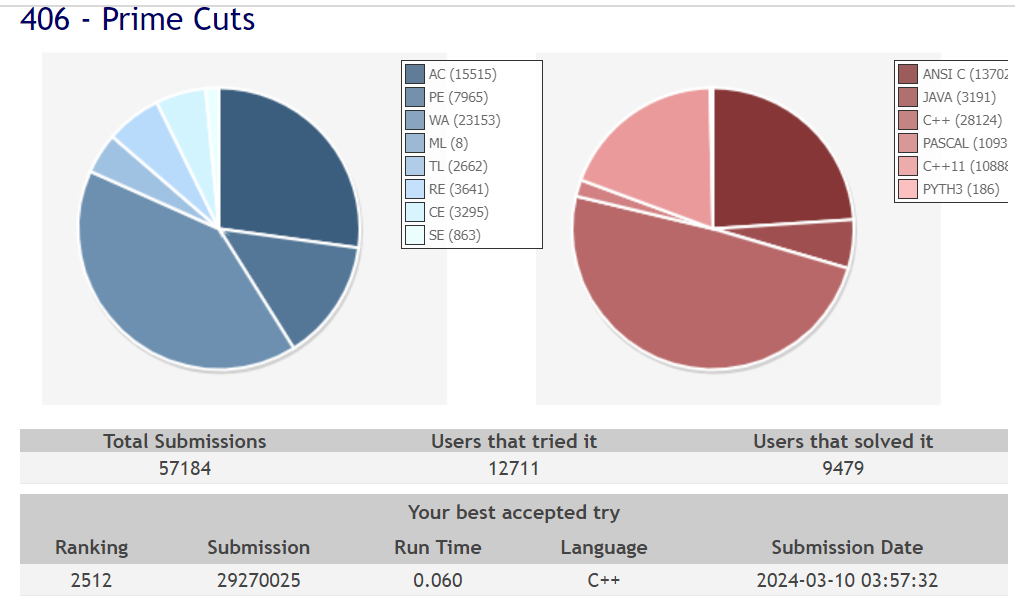 406 - Prime Cuts
AC (15515)
PE (7965)
WA (23153)
ML (8)
TL (2662)
RE (3641)
CE (3295)
SE (863)
ANSI C (13702
JAVA (3191)
C++ (28124)
PASCAL (1093
C++11 (10888
PYTH3 (186)
Total Submissions Users that tried it Users that solved it
57184 12711 9479
Your best accepted try
Ranking Submission Run Time Language Submission Date
2512 29270025 0.060 C++ 2024-03-10 03:57:32